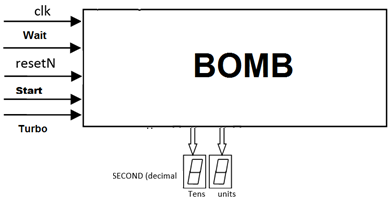 clk
Wait
resetN
BOMB
Start
Turbo
SECOND (decimal
Tens units